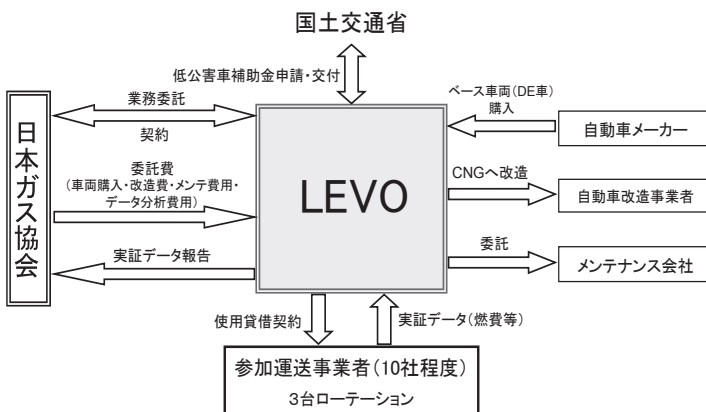 国土交通省
低公害車補助金申請・交付
業務委託
契約
委託費
(車両購入・改造費・メンテ費用・
データ分析費用)
実証データ報告
日本ガス協会
LEVO
ベース車両(DE車)
購入
自動車メーカー
CNGへ改造
自動車改造事業者
委託
メンテナンス会社
使用貸借契約
実証データ(燃費等)
参加運送事業者(10社程度)
3台ローテーション